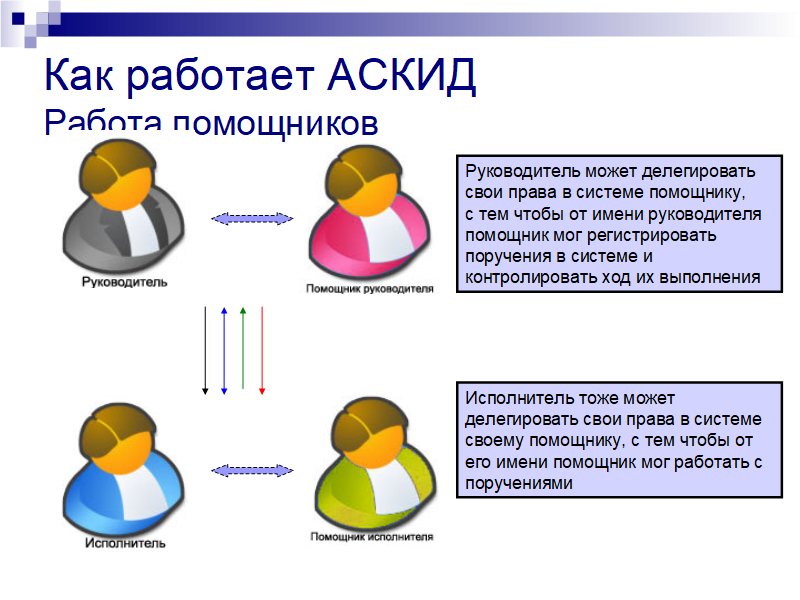 Как работает АСКИД
Работа помощников
Руководитель
Помощник руководителя
Руководитель может делегировать
свои права в системе помощнику,
с тем чтобы от имени руководителя
помощник мог регистрировать
поручения в системе и
контролировать ход их выполнения
Исполнитель
Помощник исполнителя
Исполнитель тоже может
делегировать свои права в системе
своему помощнику, с тем чтобы от
его имени помощник мог работать с
поручениями